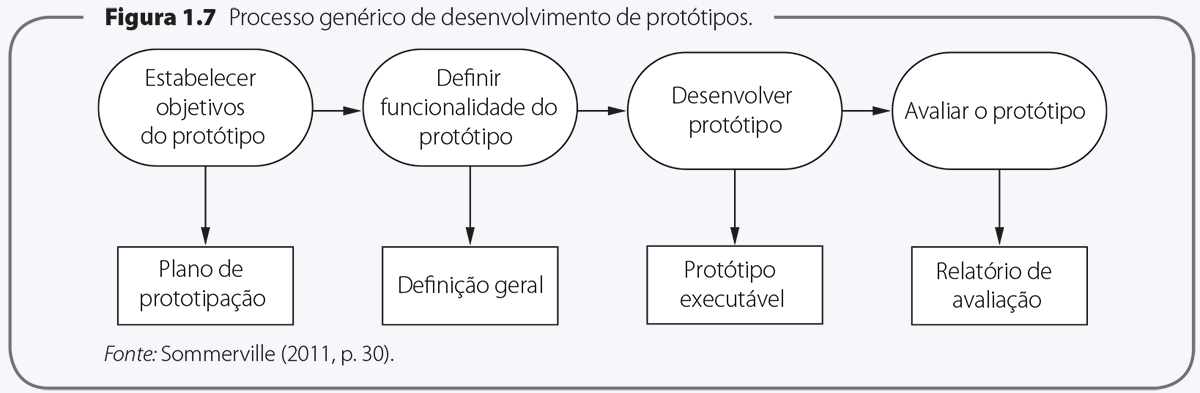 Figura 1.7 Processo genérico de desenvolvimento de protótipos.
Estabelecer
objetivos
do protótipo
Definir
funcionalidade do
protótipo
Desenvolver
protótipo
Avaliar o protótipo
Plano de
prototipação
Definição geral
Protótipo
executável
Relatório de
avaliação
Fonte: Sommerville (2011, p. 30).